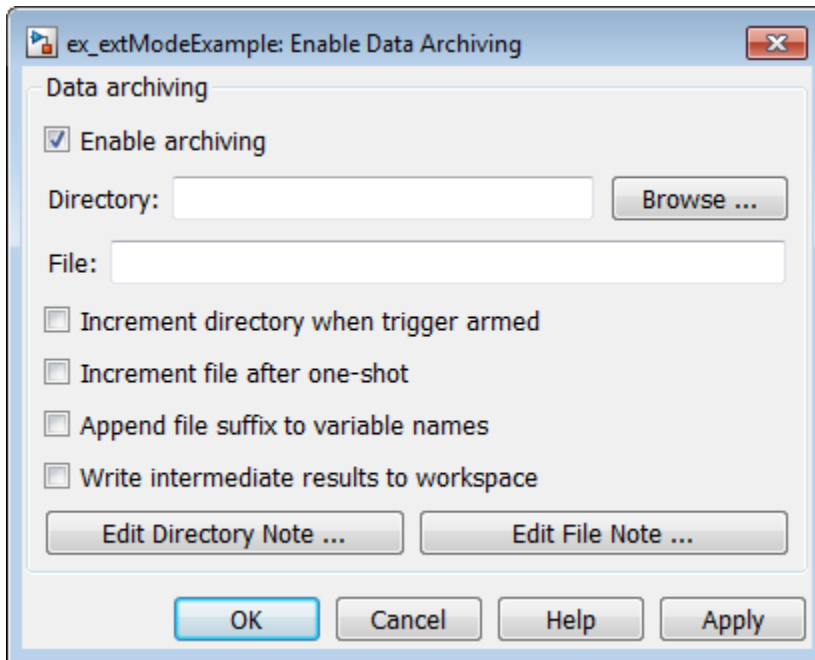 ex_extModeExample: Enable Data Archiving
Data archiving
Enable archiving
Directory: Browse ...
File:
Increment directory when trigger armed
Increment file after one-shot
Append file suffix to variable names
Write intermediate results to workspace
Edit Directory Note ... Edit File Note ...
OK Cancel Help Apply